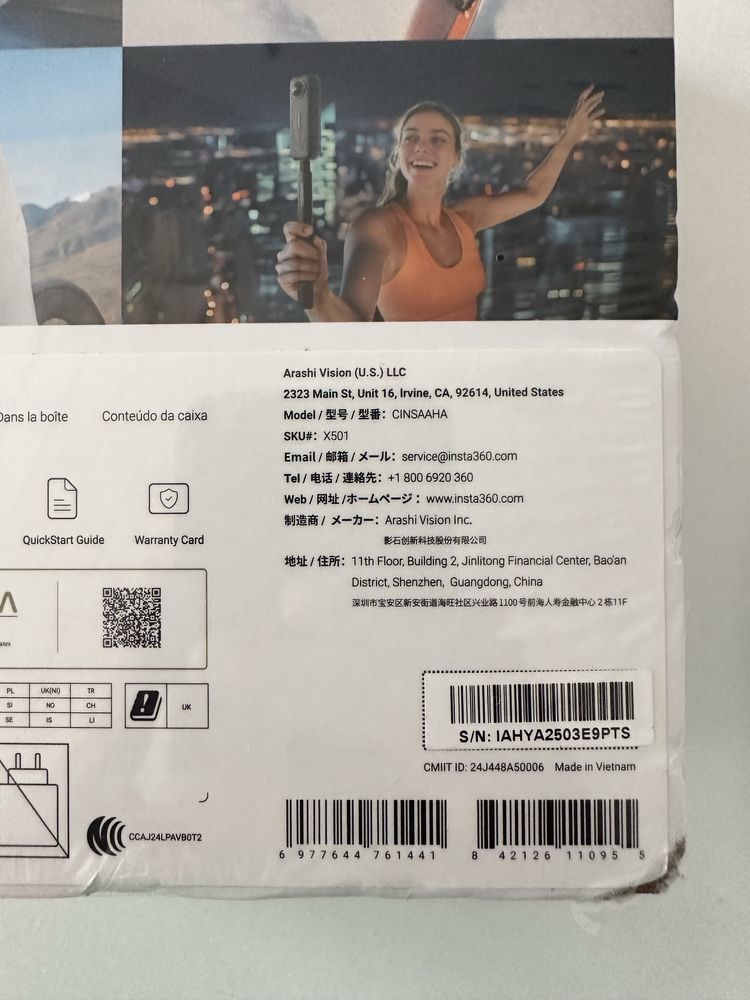 Arashi Vision (U.S.) LLC
2323 Main St, Unit 16, Irvine, CA, 92614, United States
Model / 型号 / 型番： CINSAAHA
SKU#： X501
Email / 邮箱 / メール： service@insta360.com
Tel / 电话 / 連絡先： +1 800 6920 360
Web / 网址 /ホームページ ： www.insta360.com
制造商 / メーカー： Arashi Vision Inc.
影石创新科技股份有限公司
地址 / 住所： 11th Floor, Building 2, Jinlitong Financial Center, Bao'an
District, Shenzhen, Guangdong, China
深圳市宝安区新安街道海旺社区兴业路1100号前海人寿金融中心2栋11F
Dans la boîte Conteúdo da caixa
QuickStart Guide Warranty Card
PL UK(NI) TR
SI NO CH
SE IS LI
UK
S/N: IAHYA2503E9PTS
CMIIT ID: 24J448A50006 Made in Vietnam
CCAJ24LPAVB0T2
6 977644 761441
8 42126 11095 5